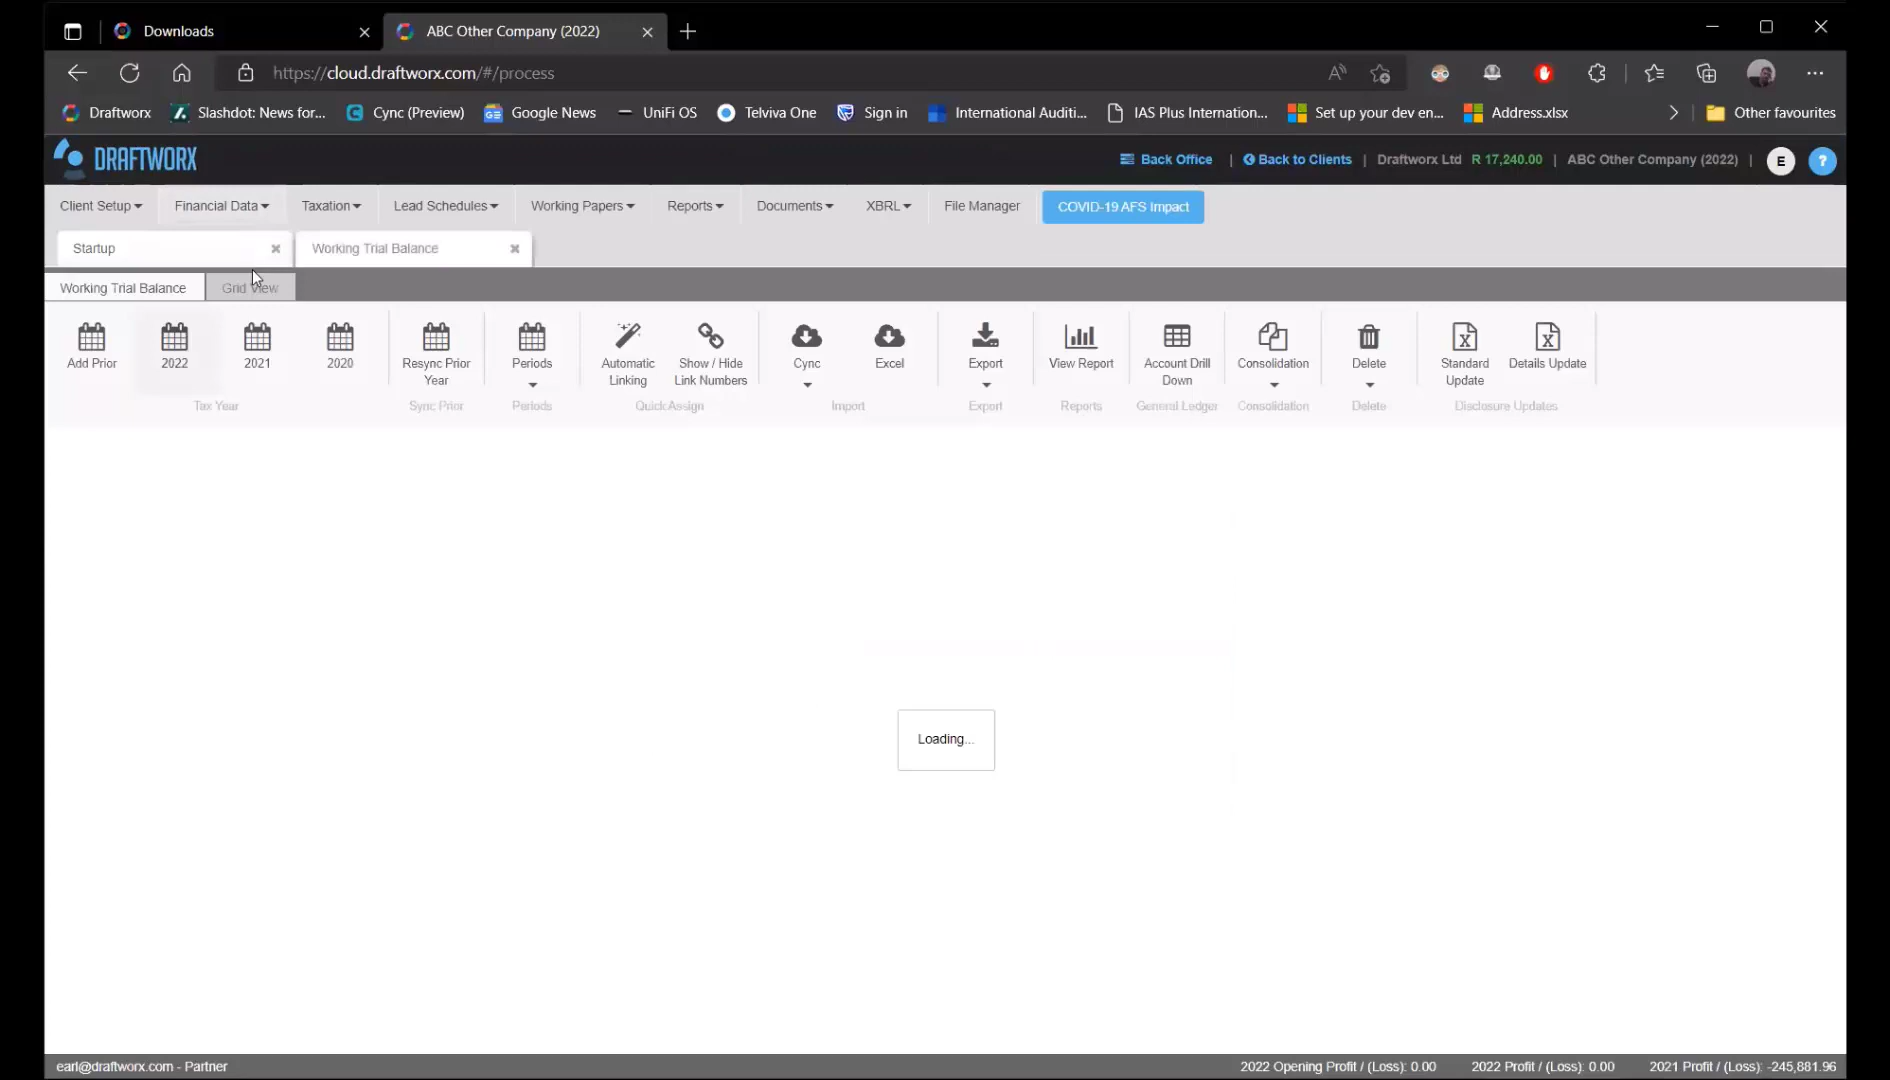 Downloads
ABC Other Company (2022)
https://cloud.draftworx.com/#/process
Draftworx
Slashdot: News for...
Cync (Preview)
Google News
UniFi OS
Telviva One
Sign in
International Auditi...
IAS Plus Internation...
Set up your dev en...
Address.xlsx
Other favourites
DRAFTWORX
Back Office | Back to Clients | Draftworx Ltd R 17,240.00 | ABC Other Company (2022) | E ?
Client Setup
Financial Data
Taxation
Lead Schedules
Working Papers
Reports
Documents
XBRL
File Manager
COVID-19 AFS Impact
Startup
Working Trial Balance
Working Trial Balance
Grid View
Add Prior
2022
2021
2020
Tax Year
Resync Prior
Year
Sync Prior
Periods
Periods
Automatic
Linking
Show / Hide
Link Numbers
Quick Assign
Cync
Excel
Import
Export
Export
View Report
Reports
Account Drill
Down
General Ledger
Consolidation
Consolidation
Delete
Delete
Standard
Update
Details Update
Disclosure Updates
Loading...
earl@draftworx.com - Partner
2022 Opening Profit / (Loss): 0.00
2022 Profit / (Loss): 0.00
2021 Profit / (Loss): -245,881.96